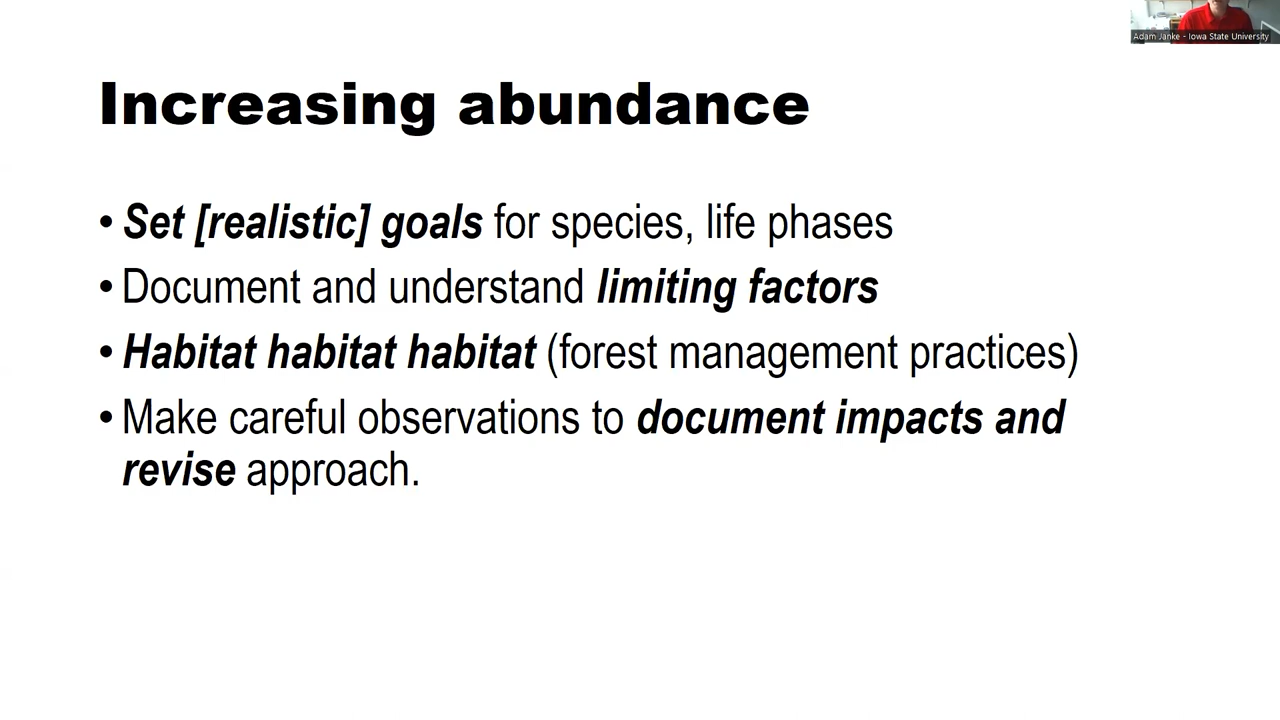 Adam Janke - Iowa State University
Increasing abundance
• Set [realistic] goals for species, life phases
• Document and understand limiting factors
• Habitat habitat habitat (forest management practices)
• Make careful observations to document impacts and
revise approach.